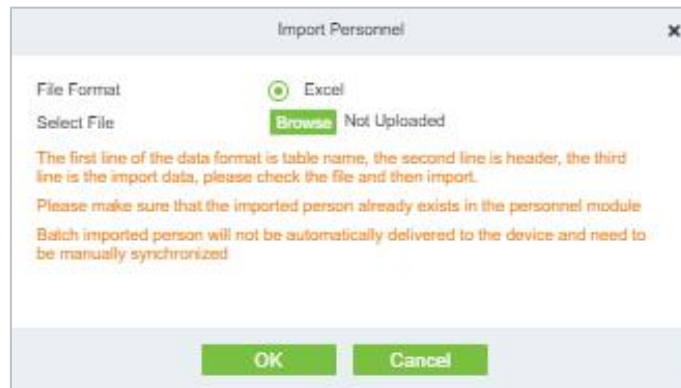 Import Personnel
File Format Excel
Select File Browse Not Uploaded
The first line of the data format is table name, the second line is header, the third
line is the import data, please check the file and then import.
Please make sure that the imported person already exists in the personnel module
Batch imported person will not be automatically delivered to the device and need to
be manually synchronized
OK Cancel